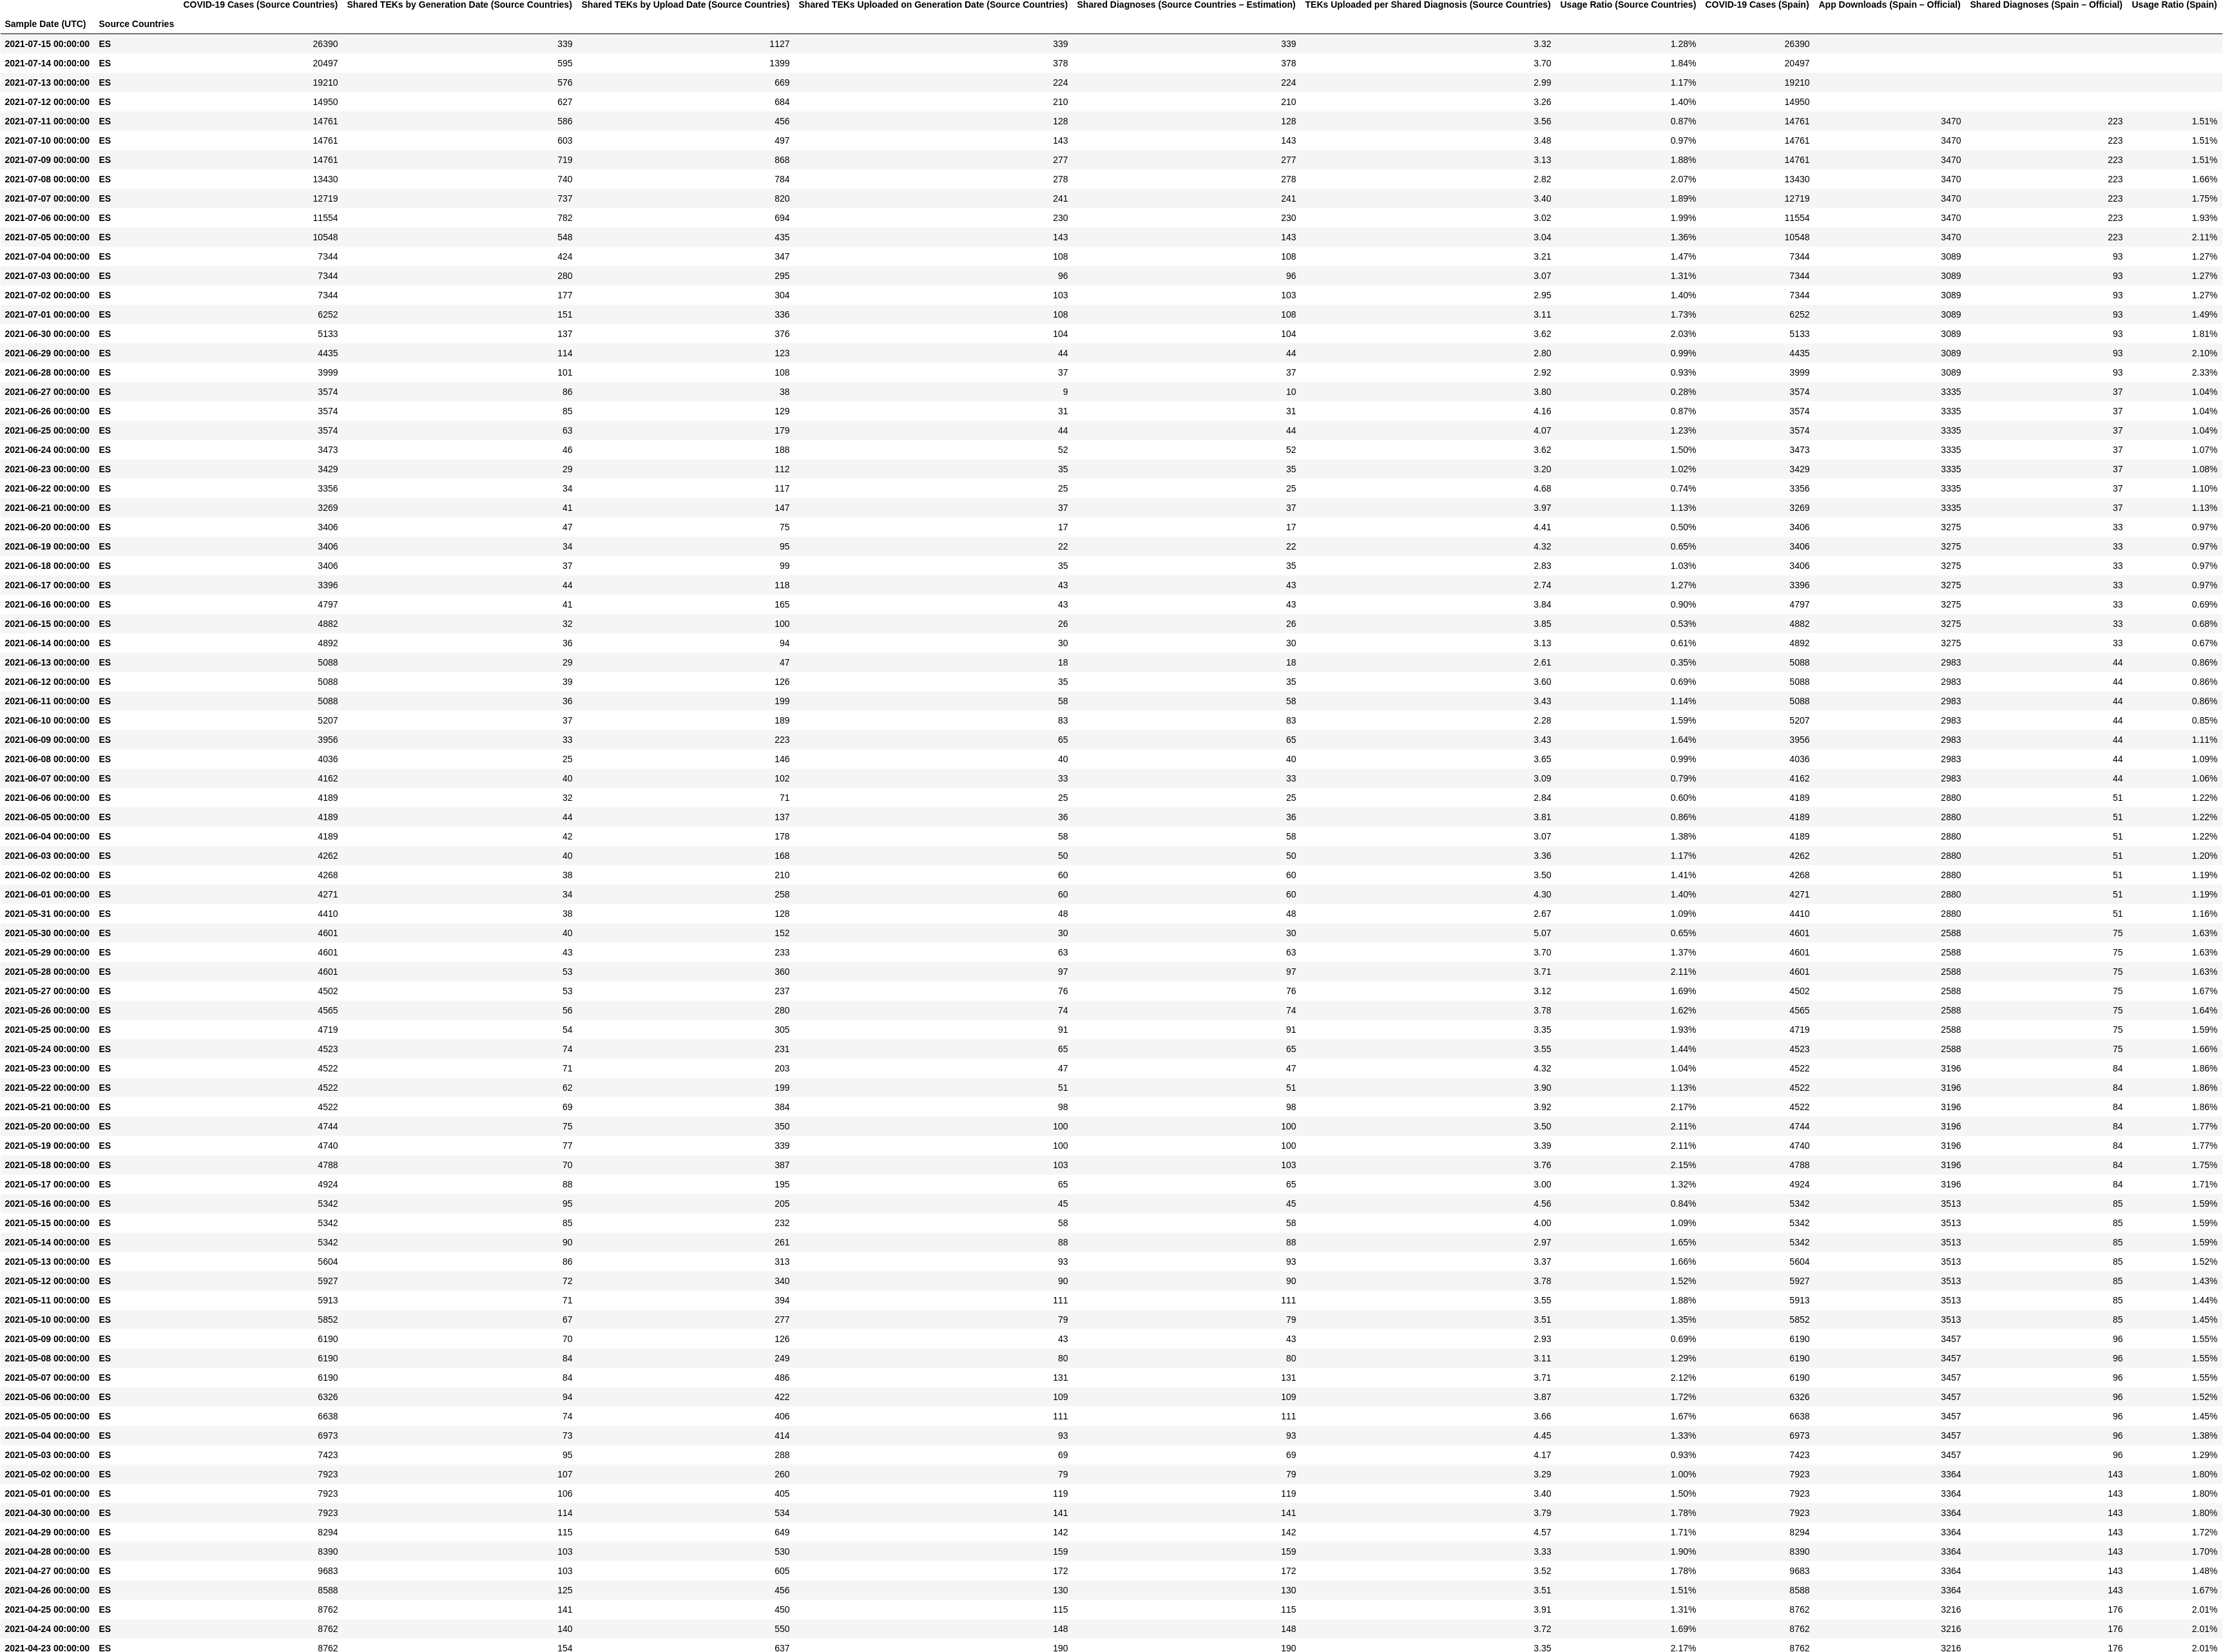 COVID-19 Cases (Source Countries) Shared TEKs by Generation Date (Source Countries) Shared TEKs by Upload Date (Source Countries) Shared TEKs Uploaded on Generation Date (Source Countries) Shared Diagnoses (Source Countries – Estimation) TEKs Uploaded per Shared Diagnosis (Source Countries) Usage Ratio (Source Countries) COVID-19 Cases (Spain) App Downloads (Spain – Official) Shared Diagnoses (Spain – Official) Usage Ratio (Spain)
Sample Date (UTC) Source Countries
2021-07-15 00:00:00 ES 26390 339 1127 339 339 3.32 1.28% 26390
2021-07-14 00:00:00 ES 20497 595 1399 378 378 3.70 1.84% 20497
2021-07-13 00:00:00 ES 19210 576 669 224 224 2.99 1.17% 19210
2021-07-12 00:00:00 ES 14950 627 684 210 210 3.26 1.40% 14950
2021-07-11 00:00:00 ES 14761 586 456 128 128 3.56 0.87% 14761 3470 223 1.51%
2021-07-10 00:00:00 ES 14761 603 497 143 143 3.48 0.97% 14761 3470 223 1.51%
2021-07-09 00:00:00 ES 14761 719 868 277 277 3.13 1.88% 14761 3470 223 1.51%
2021-07-08 00:00:00 ES 13430 740 784 278 278 2.82 2.07% 13430 3470 223 1.66%
2021-07-07 00:00:00 ES 12719 737 820 241 241 3.40 1.89% 12719 3470 223 1.75%
2021-07-06 00:00:00 ES 11554 782 694 230 230 3.02 1.99% 11554 3470 223 1.93%
2021-07-05 00:00:00 ES 10548 548 435 143 143 3.04 1.36% 10548 3470 223 2.11%
2021-07-04 00:00:00 ES 7344 424 347 108 108 3.21 1.47% 7344 3089 93 1.27%
2021-07-03 00:00:00 ES 7344 280 295 96 96 3.07 1.31% 7344 3089 93 1.27%
2021-07-02 00:00:00 ES 7344 177 304 103 103 2.95 1.40% 7344 3089 93 1.27%
2021-07-01 00:00:00 ES 6252 151 336 108 108 3.11 1.73% 6252 3089 93 1.49%
2021-06-30 00:00:00 ES 5133 137 376 104 104 3.62 2.03% 5133 3089 93 1.81%
2021-06-29 00:00:00 ES 4435 114 123 44 44 2.80 0.99% 4435 3089 93 2.10%
2021-06-28 00:00:00 ES 3999 101 108 37 37 2.92 0.93% 3999 3089 93 2.33%
2021-06-27 00:00:00 ES 3574 86 38 9 10 3.80 0.28% 3574 3335 37 1.04%
2021-06-26 00:00:00 ES 3574 85 129 31 31 4.16 0.87% 3574 3335 37 1.04%
2021-06-25 00:00:00 ES 3574 63 179 44 44 4.07 1.23% 3574 3335 37 1.04%
2021-06-24 00:00:00 ES 3473 46 188 52 52 3.62 1.50% 3473 3335 37 1.07%
2021-06-23 00:00:00 ES 3429 29 112 35 35 3.20 1.02% 3429 3335 37 1.08%
2021-06-22 00:00:00 ES 3356 34 117 25 25 4.68 0.74% 3356 3335 37 1.10%
2021-06-21 00:00:00 ES 3269 41 147 37 37 3.97 1.13% 3269 3335 37 1.13%
2021-06-20 00:00:00 ES 3406 47 75 17 17 4.41 0.50% 3406 3275 33 0.97%
2021-06-19 00:00:00 ES 3406 34 95 22 22 4.32 0.65% 3406 3275 33 0.97%
2021-06-18 00:00:00 ES 3406 37 99 35 35 2.83 1.03% 3406 3275 33 0.97%
2021-06-17 00:00:00 ES 3396 44 118 43 43 2.74 1.27% 3396 3275 33 0.97%
2021-06-16 00:00:00 ES 4797 41 165 43 43 3.84 0.90% 4797 3275 33 0.69%
2021-06-15 00:00:00 ES 4882 32 100 26 26 3.85 0.53% 4882 3275 33 0.68%
2021-06-14 00:00:00 ES 4892 36 94 30 30 3.13 0.61% 4892 3275 33 0.67%
2021-06-13 00:00:00 ES 5088 29 47 18 18 2.61 0.35% 5088 2983 44 0.86%
2021-06-12 00:00:00 ES 5088 39 126 35 35 3.60 0.69% 5088 2983 44 0.86%
2021-06-11 00:00:00 ES 5088 36 199 58 58 3.43 1.14% 5088 2983 44 0.86%
2021-06-10 00:00:00 ES 5207 37 189 83 83 2.28 1.59% 5207 2983 44 0.85%
2021-06-09 00:00:00 ES 3956 33 223 65 65 3.43 1.64% 3956 2983 44 1.11%
2021-06-08 00:00:00 ES 4036 25 146 40 40 3.65 0.99% 4036 2983 44 1.09%
2021-06-07 00:00:00 ES 4162 40 102 33 33 3.09 0.79% 4162 2983 44 1.06%
2021-06-06 00:00:00 ES 4189 32 71 25 25 2.84 0.60% 4189 2880 51 1.22%
2021-06-05 00:00:00 ES 4189 44 137 36 36 3.81 0.86% 4189 2880 51 1.22%
2021-06-04 00:00:00 ES 4189 42 178 58 58 3.07 1.38% 4189 2880 51 1.22%
2021-06-03 00:00:00 ES 4262 40 168 50 50 3.36 1.17% 4262 2880 51 1.20%
2021-06-02 00:00:00 ES 4268 38 210 60 60 3.50 1.41% 4268 2880 51 1.19%
2021-06-01 00:00:00 ES 4271 34 258 60 60 4.30 1.40% 4271 2880 51 1.19%
2021-05-31 00:00:00 ES 4410 38 128 48 48 2.67 1.09% 4410 2880 51 1.16%
2021-05-30 00:00:00 ES 4601 40 152 30 30 5.07 0.65% 4601 2588 75 1.63%
2021-05-29 00:00:00 ES 4601 43 233 63 63 3.70 1.37% 4601 2588 75 1.63%
2021-05-28 00:00:00 ES 4601 53 360 97 97 3.71 2.11% 4601 2588 75 1.63%
2021-05-27 00:00:00 ES 4502 53 237 76 76 3.12 1.69% 4502 2588 75 1.67%
2021-05-26 00:00:00 ES 4565 56 280 74 74 3.78 1.62% 4565 2588 75 1.64%
2021-05-25 00:00:00 ES 4719 54 305 91 91 3.35 1.93% 4719 2588 75 1.59%
2021-05-24 00:00:00 ES 4523 74 231 65 65 3.55 1.44% 4523 2588 75 1.66%
2021-05-23 00:00:00 ES 4522 71 203 47 47 4.32 1.04% 4522 3196 84 1.86%
2021-05-22 00:00:00 ES 4522 62 199 51 51 3.90 1.13% 4522 3196 84 1.86%
2021-05-21 00:00:00 ES 4522 69 384 98 98 3.92 2.17% 4522 3196 84 1.86%
2021-05-20 00:00:00 ES 4744 75 350 100 100 3.50 2.11% 4744 3196 84 1.77%
2021-05-19 00:00:00 ES 4740 77 339 100 100 3.39 2.11% 4740 3196 84 1.77%
2021-05-18 00:00:00 ES 4788 70 387 103 103 3.76 2.15% 4788 3196 84 1.75%
2021-05-17 00:00:00 ES 4924 88 195 65 65 3.00 1.32% 4924 3196 84 1.71%
2021-05-16 00:00:00 ES 5342 95 205 45 45 4.56 0.84% 5342 3513 85 1.59%
2021-05-15 00:00:00 ES 5342 85 232 58 58 4.00 1.09% 5342 3513 85 1.59%
2021-05-14 00:00:00 ES 5342 90 261 88 88 2.97 1.65% 5342 3513 85 1.59%
2021-05-13 00:00:00 ES 5604 86 313 93 93 3.37 1.66% 5604 3513 85 1.52%
2021-05-12 00:00:00 ES 5927 72 340 90 90 3.78 1.52% 5927 3513 85 1.43%
2021-05-11 00:00:00 ES 5913 71 394 111 111 3.55 1.88% 5913 3513 85 1.44%
2021-05-10 00:00:00 ES 5852 67 277 79 79 3.51 1.35% 5852 3513 85 1.45%
2021-05-09 00:00:00 ES 6190 70 126 43 43 2.93 0.69% 6190 3457 96 1.55%
2021-05-08 00:00:00 ES 6190 84 249 80 80 3.11 1.29% 6190 3457 96 1.55%
2021-05-07 00:00:00 ES 6190 84 486 131 131 3.71 2.12% 6190 3457 96 1.55%
2021-05-06 00:00:00 ES 6326 94 422 109 109 3.87 1.72% 6326 3457 96 1.52%
2021-05-05 00:00:00 ES 6638 74 406 111 111 3.66 1.67% 6638 3457 96 1.45%
2021-05-04 00:00:00 ES 6973 73 414 93 93 4.45 1.33% 6973 3457 96 1.38%
2021-05-03 00:00:00 ES 7423 95 288 69 69 4.17 0.93% 7423 3457 96 1.29%
2021-05-02 00:00:00 ES 7923 107 260 79 79 3.29 1.00% 7923 3364 143 1.80%
2021-05-01 00:00:00 ES 7923 106 405 119 119 3.40 1.50% 7923 3364 143 1.80%
2021-04-30 00:00:00 ES 7923 114 534 141 141 3.79 1.78% 7923 3364 143 1.80%
2021-04-29 00:00:00 ES 8294 115 649 142 142 4.57 1.71% 8294 3364 143 1.72%
2021-04-28 00:00:00 ES 8390 103 530 159 159 3.33 1.90% 8390 3364 143 1.70%
2021-04-27 00:00:00 ES 9683 103 605 172 172 3.52 1.78% 9683 3364 143 1.48%
2021-04-26 00:00:00 ES 8588 125 456 130 130 3.51 1.51% 8588 3364 143 1.67%
2021-04-25 00:00:00 ES 8762 141 450 115 115 3.91 1.31% 8762 3216 176 2.01%
2021-04-24 00:00:00 ES 8762 140 550 148 148 3.72 1.69% 8762 3216 176 2.01%
2021-04-23 00:00:00 ES 8762 154 637 190 190 3.35 2.17% 8762 3216 176 2.01%